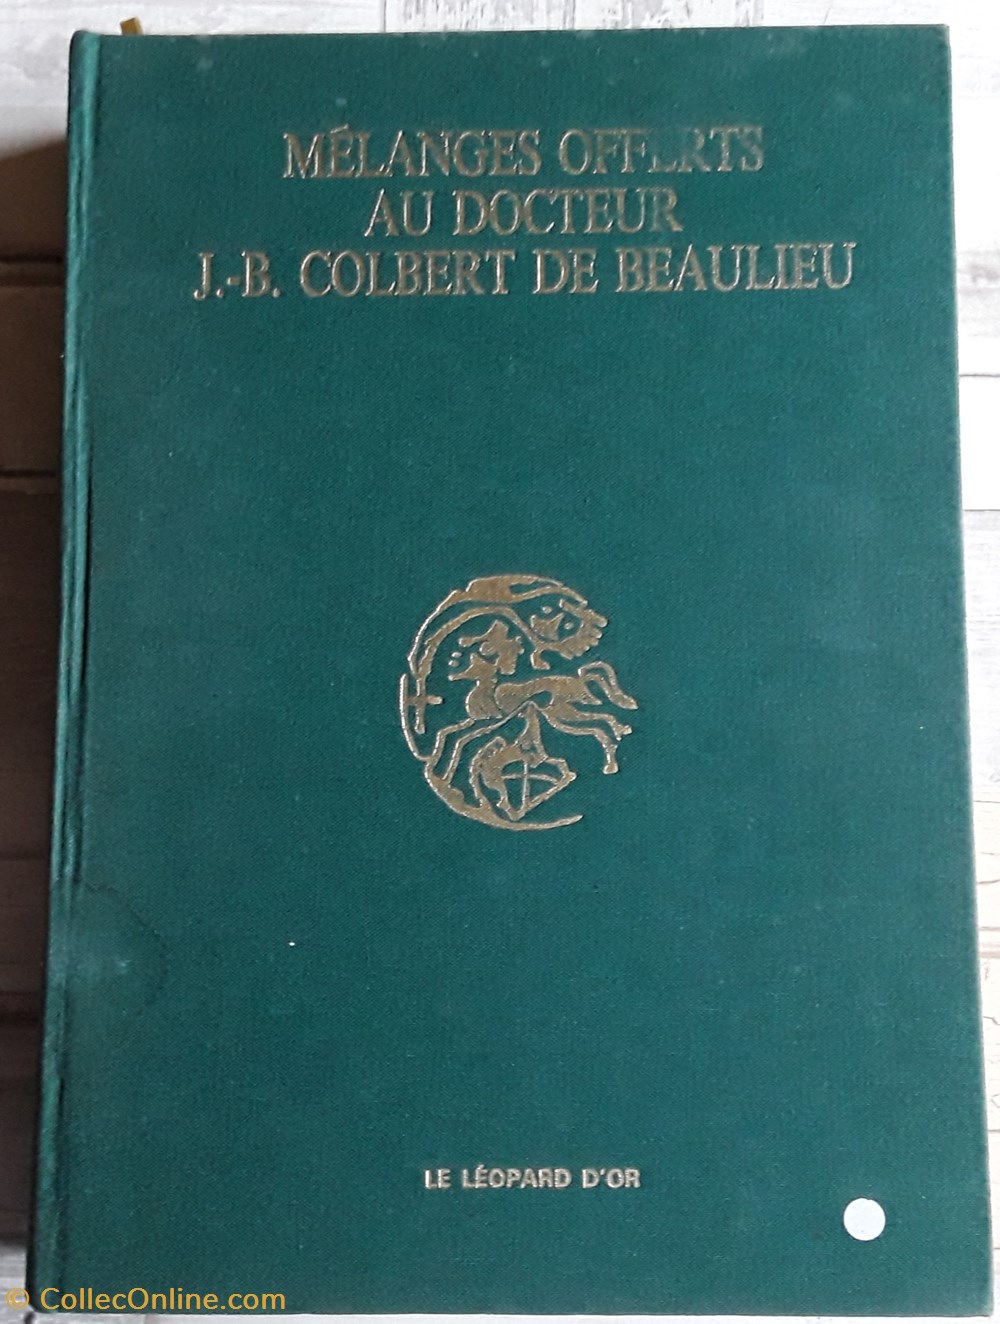 MÉLANGES OFFERTS
AU DOCTEUR
J.-B. COLBERT DE BEAULIEU
LE LÉOPARD D'OR
© CollecOnline.com